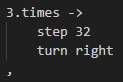 3.times ->
    step 32
    turn right
,